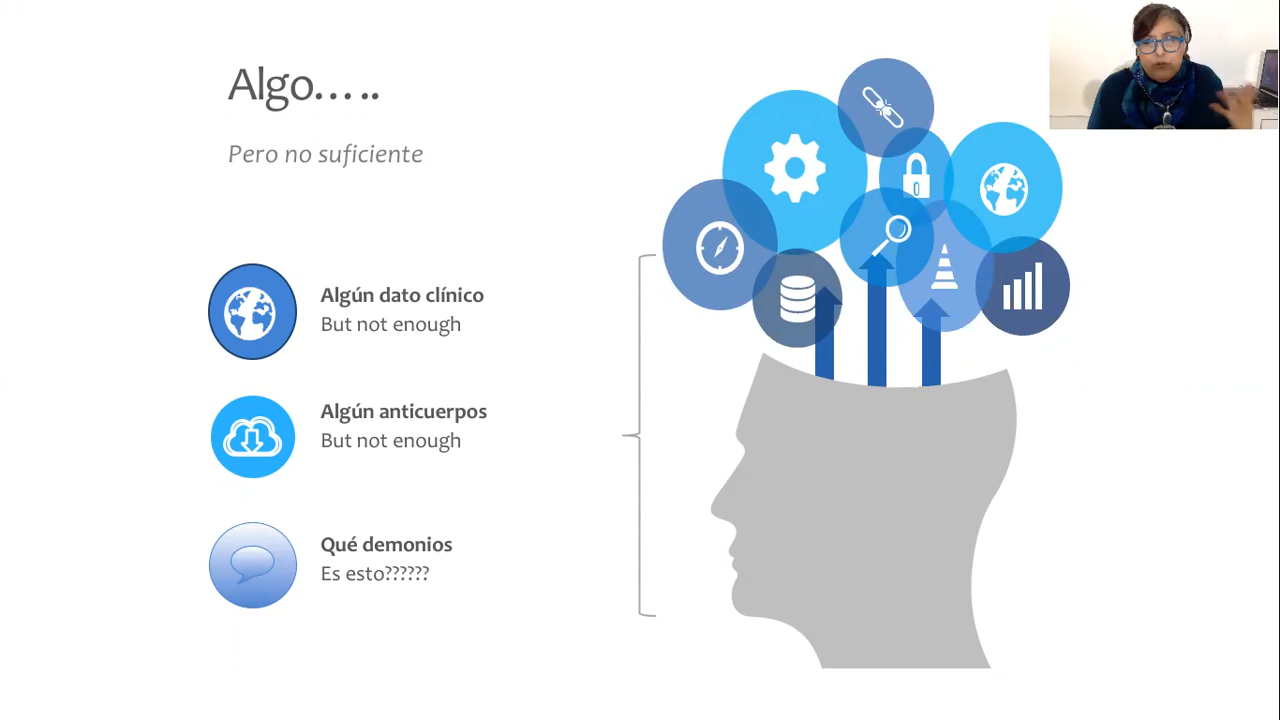 Algo…..
Pero no suficiente
Algún dato clínico
But not enough
Algún anticuerpos
But not enough
Qué demonios
Es esto??????